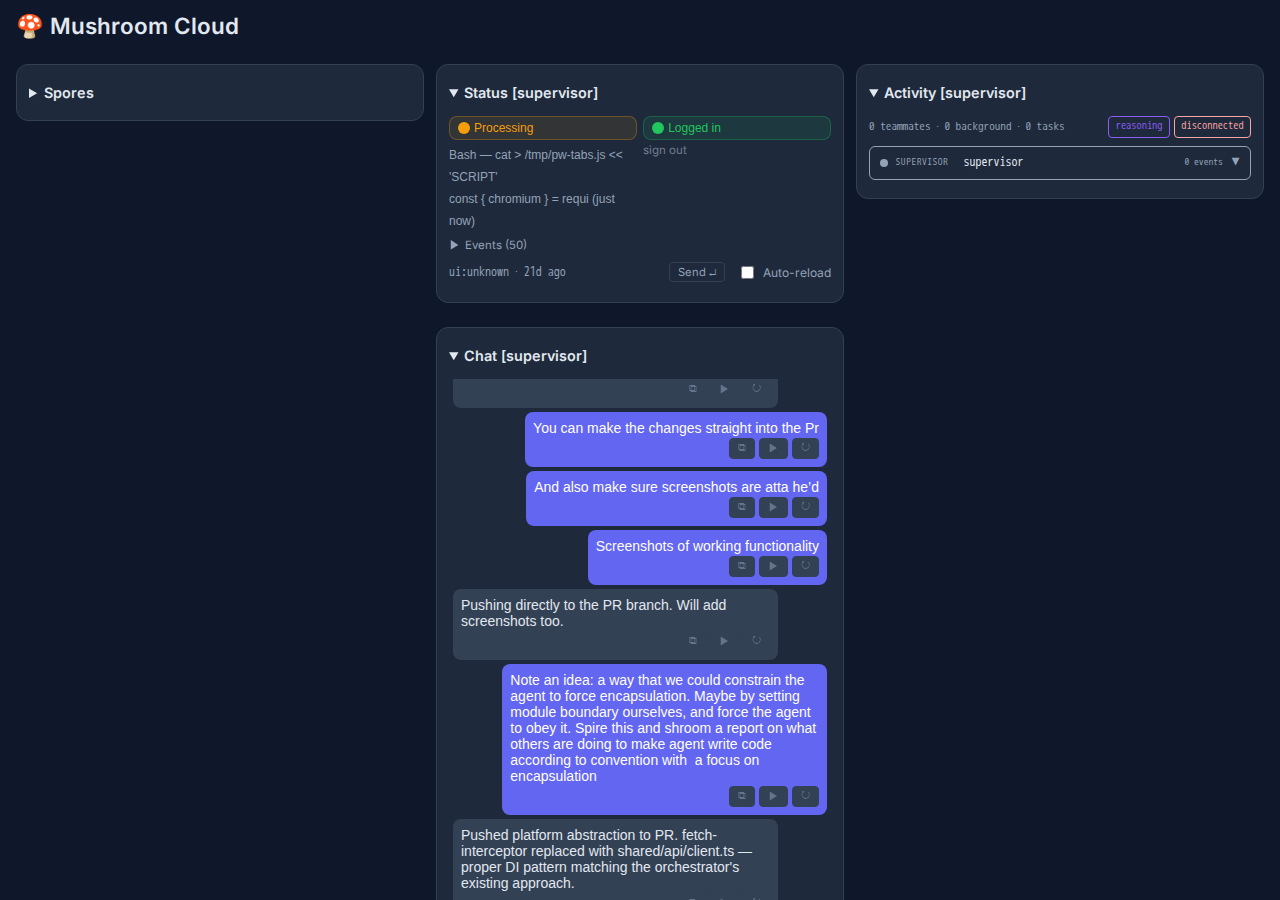 🍄 Mushroom Cloud
Spores
Status [supervisor]
Processing
Logged in
Bash — cat > /tmp/pw-tabs.js <<
'SCRIPT'
const { chromium } = requi (just
now)
sign out
Events (50)
ui:unknown · 21d ago
Send ↵
Auto-reload
Chat [supervisor]
You can make the changes straight into the Pr
And also make sure screenshots are atta he'd
Screenshots of working functionality
Pushing directly to the PR branch. Will add
screenshots too.
Note an idea: a way that we could constrain the
agent to force encapsulation. Maybe by setting
module boundary ourselves, and force the agent
to obey it. Spire this and shroom a report on what
others are doing to make agent write code
according to convention with  a focus on
encapsulation
Pushed platform abstraction to PR. fetch-
interceptor replaced with shared/api/client.ts —
proper DI pattern matching the orchestrator's
existing approach.
Activity [supervisor]
0 teammates · 0 background · 0 tasks
reasoning
disconnected
SUPERVISOR supervisor
0 events